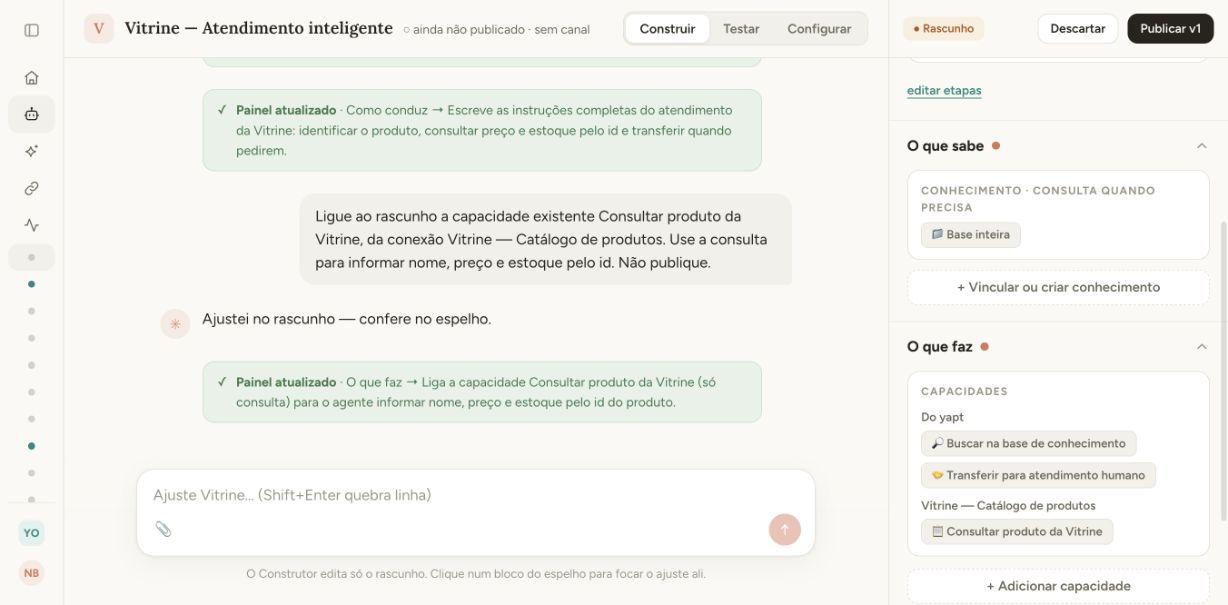 V Vitrine — Atendimento inteligente ○ ainda não publicado · sem canal
Construir Testar Configurar
• Rascunho Descartar Publicar v1
✓ Painel atualizado · Como conduz → Escreve as instruções completas do atendimento
da Vitrine: identificar o produto, consultar preço e estoque pelo id e transferir quando
pedirem.
Ligue ao rascunho a capacidade existente Consultar produto da
Vitrine, da conexão Vitrine — Catálogo de produtos. Use a consulta
para informar nome, preço e estoque pelo id. Não publique.
Ajustei no rascunho — confere no espelho.
✓ Painel atualizado · O que faz → Liga a capacidade Consultar produto da Vitrine (só
consulta) para o agente informar nome, preço e estoque pelo id do produto.
Ajuste Vitrine... (Shift+Enter quebra linha)
O Construtor edita só o rascunho. Clique num bloco do espelho para focar o ajuste ali.
YO
NB
editar etapas
O que sabe
CONHECIMENTO · CONSULTA QUANDO
PRECISA
Base inteira
+ Vincular ou criar conhecimento
O que faz
CAPACIDADES
Do yapt
Buscar na base de conhecimento
Transferir para atendimento humano
Vitrine — Catálogo de produtos
Consultar produto da Vitrine
+ Adicionar capacidade